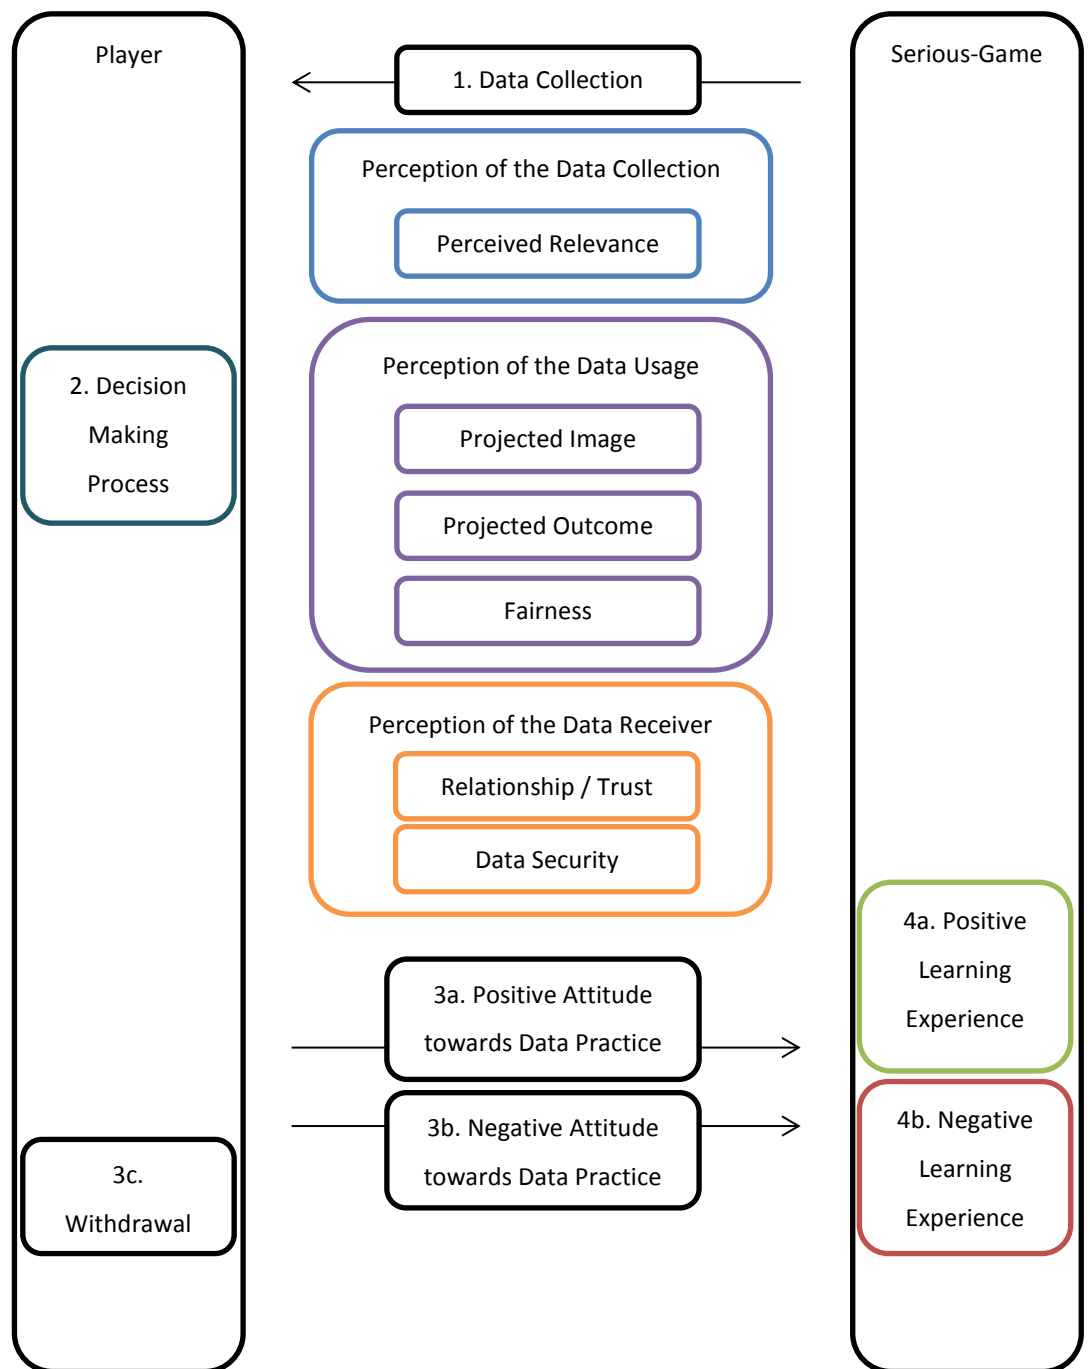 Player
Serious-Game
1. Data Collection
Perception of the Data Collection
Perceived Relevance
Perception of the Data Usage
2. Decision
Making
Process
Projected Image
Projected Outcome
Fairness
Perception of the Data Receiver
Relationship / Trust
Data Security
3a. Positive Attitude
towards Data Practice
4a. Positive
Learning
Experience
3b. Negative Attitude
towards Data Practice
4b. Negative
Learning
Experience
3c.
Withdrawal